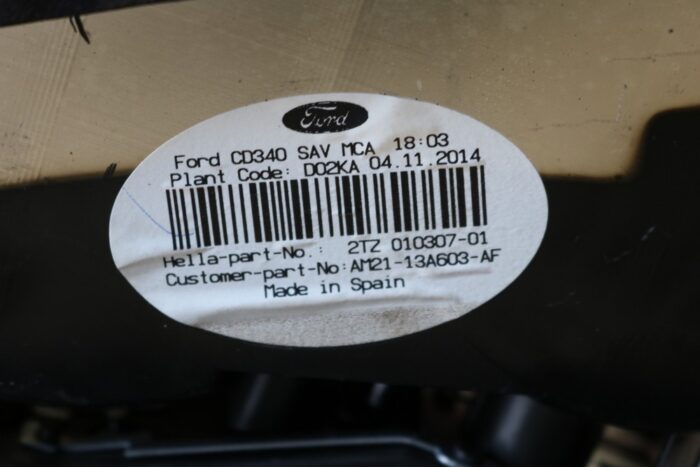 Ford
Ford CD340 SAV MCA 18:03
Plant Code: D02KA 04.11.2014
Hella-part-No.: 2TZ 010307-01
Customer-part-No:AM21-13A603-AF
Made in Spain